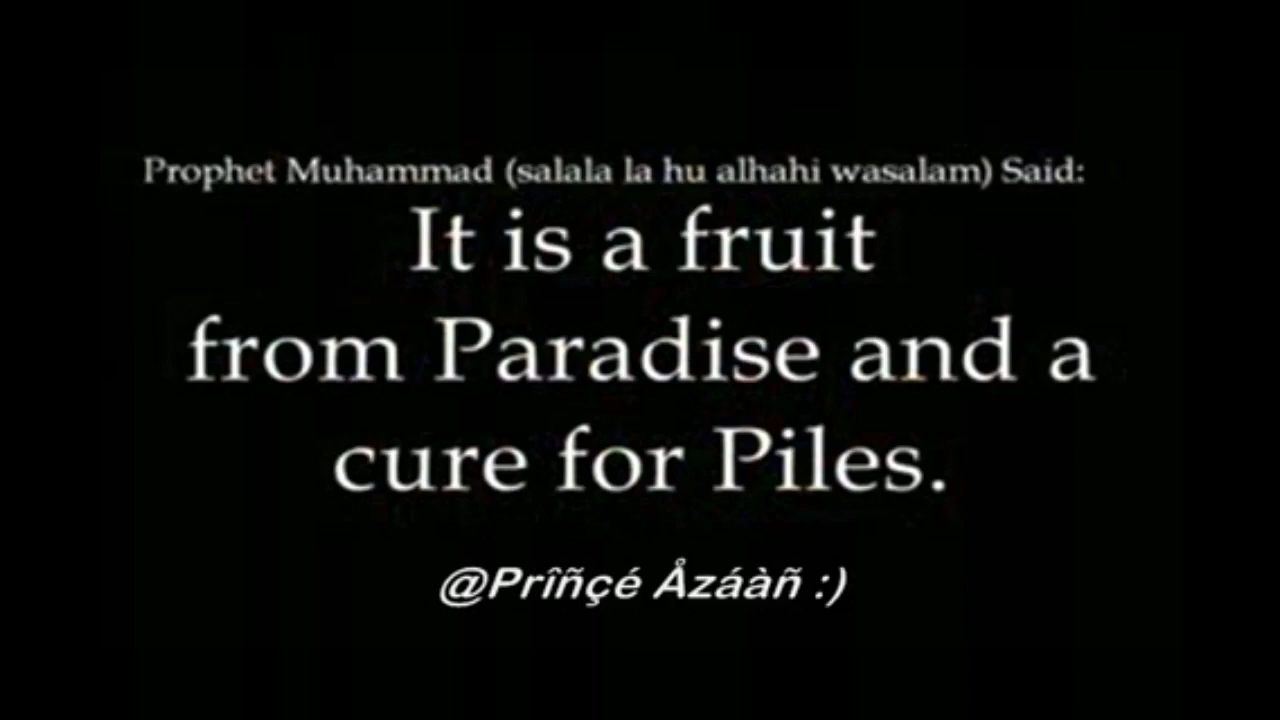 Prophet Muhammad (salala la hu alhahi wasalam) Said:
It is a fruit
from Paradise and a
cure for Piles.
@Prîñçé Åzáàñ :)